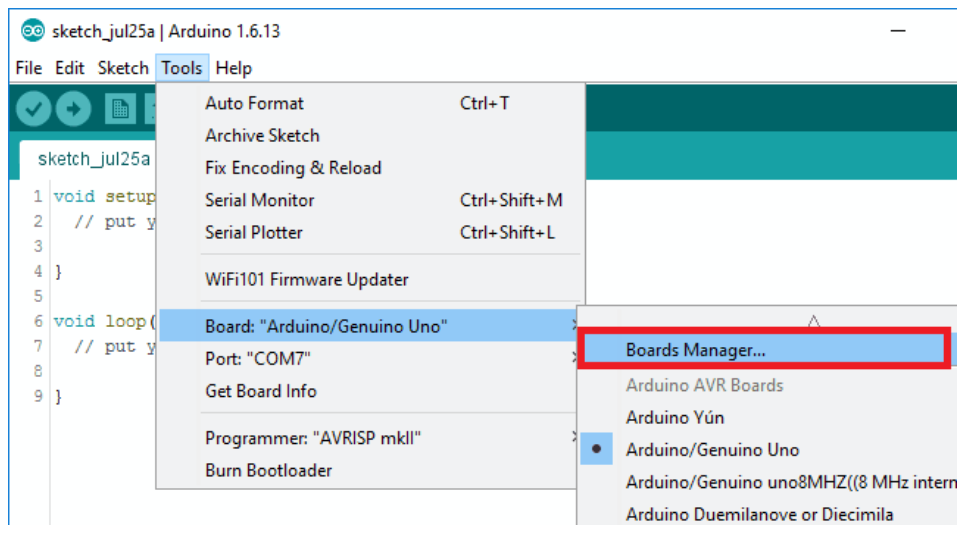 sketch_jul25a | Arduino 1.6.13
File Edit Sketch Tools Help
Auto Format Ctrl+T
Archive Sketch
Fix Encoding & Reload
Serial Monitor Ctrl+Shift+M
Serial Plotter Ctrl+Shift+L
WiFi101 Firmware Updater
Board: "Arduino/Genuino Uno"
Port: "COM7"
Get Board Info
Programmer: "AVRISP mkII"
Burn Bootloader
sketch_jul25a
1 void setup
2 // put y
3
4 }
5
6 void loop(
7 // put y
8
9 }
Boards Manager...
Arduino AVR Boards
Arduino Yún
Arduino/Genuino Uno
Arduino/Genuino uno8MHZ((8 MHz intern
Arduino Duemilanove or Diecimila